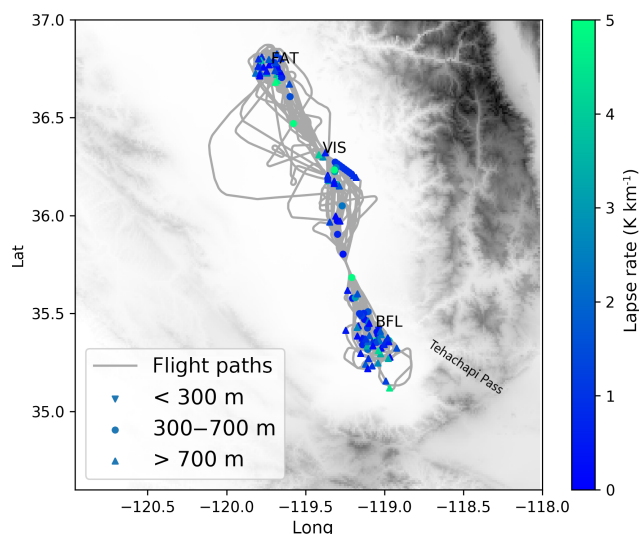 37.0
36.5
36.0
35.5
35.0
Lat
FAT
VIS
BFL
Tehachapi Pass
Flight paths
< 300 m
300−700 m
> 700 m
−120.5 −120.0 −119.5 −119.0 −118.5 −118.0
Long
5
4
3
2
1
0
Lapse rate (K km⁻¹)